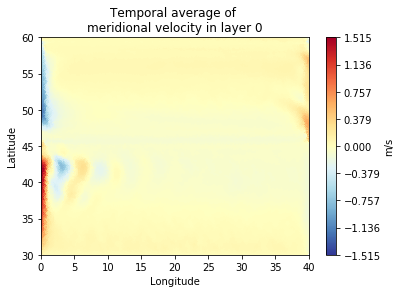 Temporal average of
meridional velocity in layer 0
60
55
50
45
40
35
30
Latitude
0 5 10 15 20 25 30 35 40
Longitude
1.515
1.136
0.757
0.379
0.000
-0.379
-0.757
-1.136
-1.515
m/s